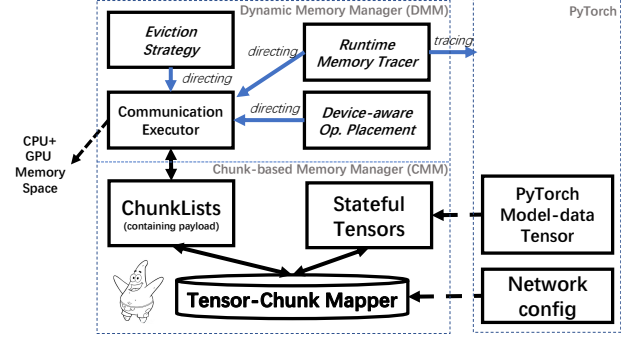 Dynamic Memory Manager (DMM)
PyTorch
Eviction
Strategy
directing
Runtime
Memory Tracer
tracing
directing
Communication
Executor
directing
Device-aware
Op. Placement
CPU+
GPU
Memory
Space
Chunk-based Memory Manager (CMM)
ChunkLists
(containing payload)
Stateful
Tensors
PyTorch
Model-data
Tensor
Tensor-Chunk Mapper
Network
config